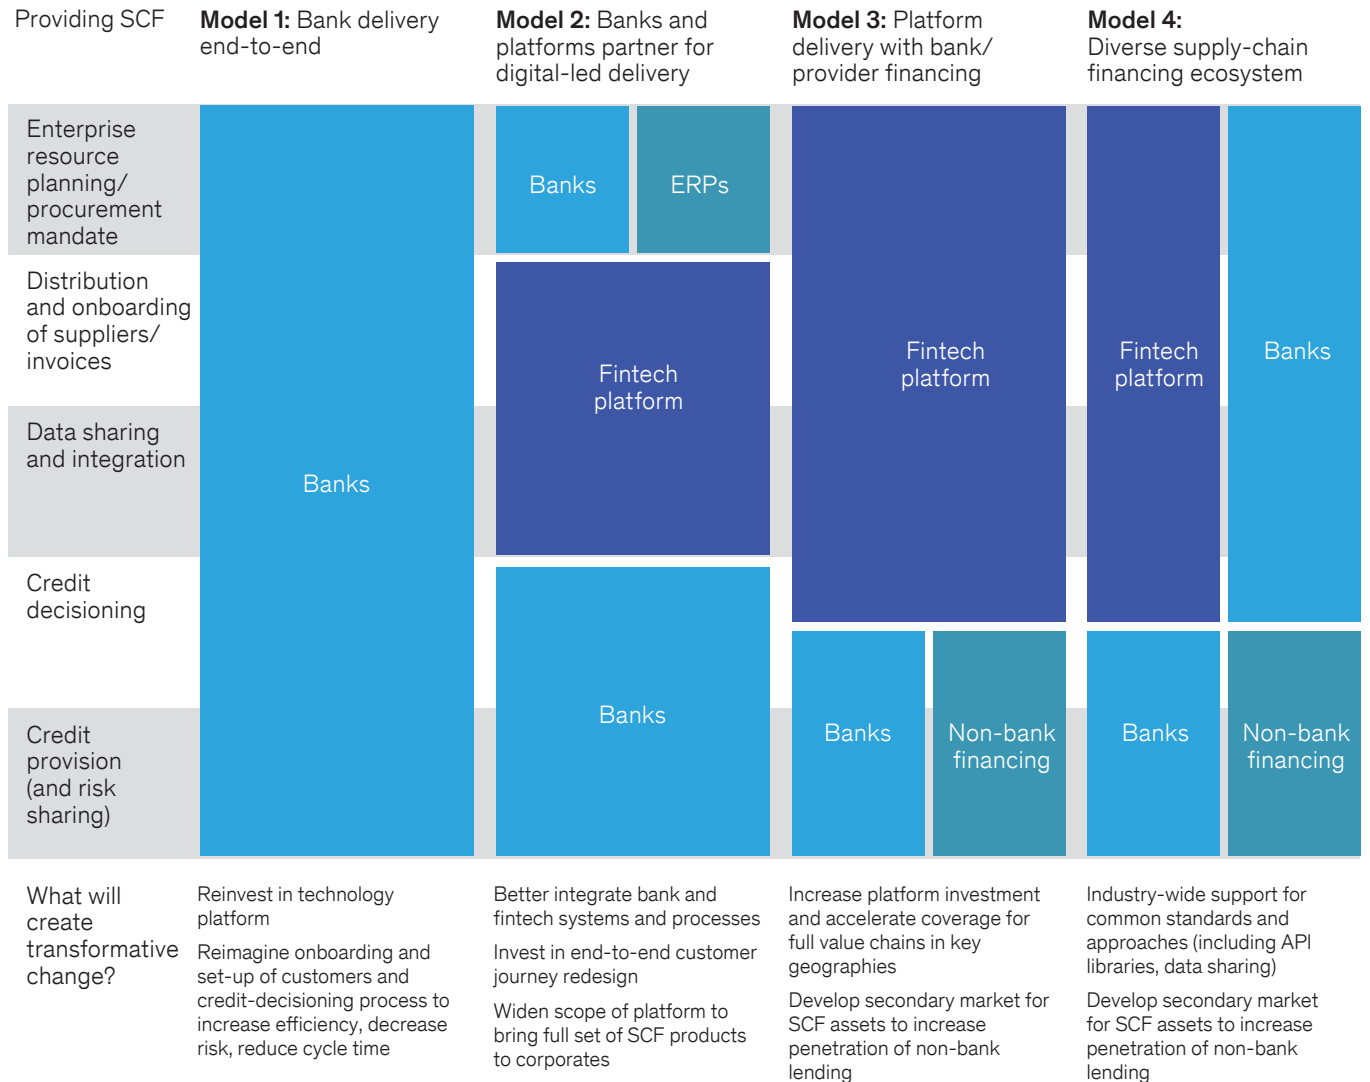 Providing SCF
Model 1: Bank delivery
end-to-end
Model 2: Banks and
platforms partner for
digital-led delivery
Model 3: Platform
delivery with bank/
provider financing
Model 4:
Diverse supply-chain
financing ecosystem
Enterprise
resource
planning/
procurement
mandate
Banks
ERPs
Distribution
and onboarding
of suppliers/
invoices
Fintech
platform
Fintech
platform
Fintech
platform
Banks
Data sharing
and integration
Banks
Credit
decisioning
Credit
provision
(and risk
sharing)
Banks
Banks
Non-bank
financing
Banks
Non-bank
financing
What will
create
transformative
change?
Reinvest in technology
platform
Reimagine onboarding and
set-up of customers and
credit-decisioning process to
increase efficiency, decrease
risk, reduce cycle time
Better integrate bank and
fintech systems and processes
Invest in end-to-end customer
journey redesign
Widen scope of platform to
bring full set of SCF products
to corporates
Increase platform investment
and accelerate coverage for
full value chains in key
geographies
Develop secondary market for
SCF assets to increase
penetration of non-bank
lending
Industry-wide support for
common standards and
approaches (including API
libraries, data sharing)
Develop secondary market
for SCF assets to increase
penetration of non-bank
lending